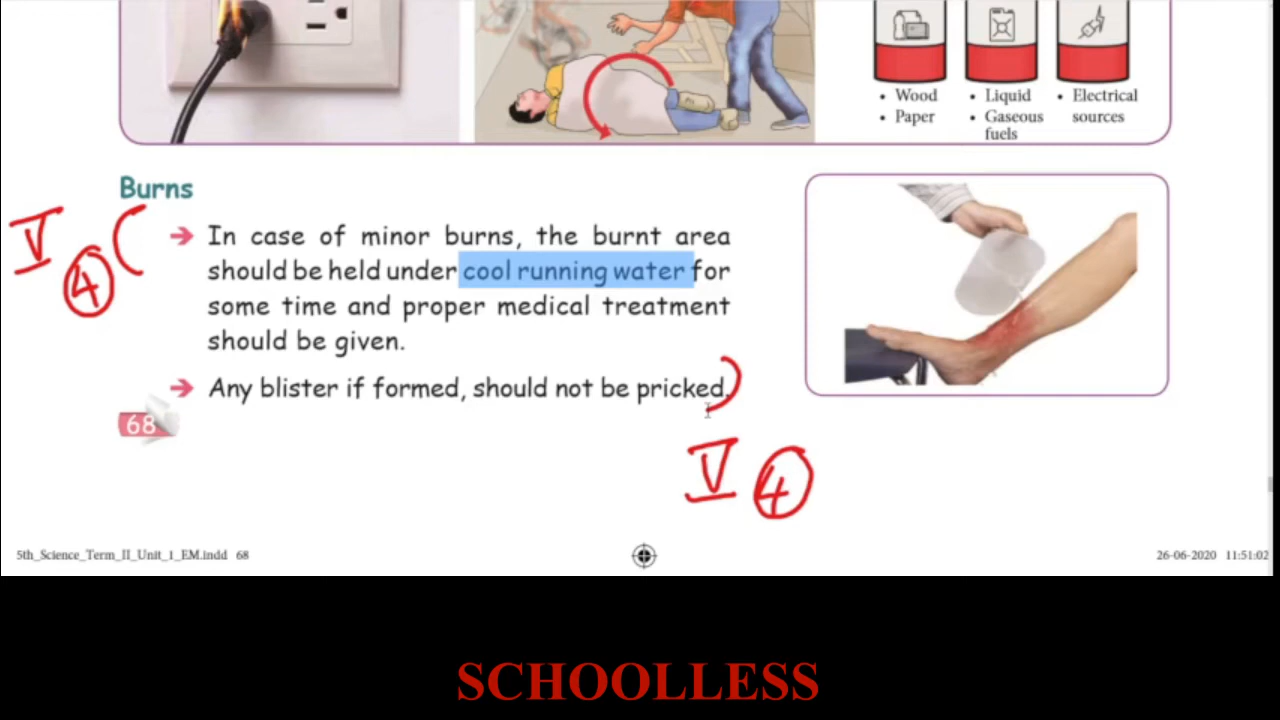 • Wood • Liquid • Electrical
• Paper • Gaseous sources
fuels
Burns
V
4
(
➔ In case of minor burns, the burnt area
should be held under cool running water for
some time and proper medical treatment
should be given.
➔ Any blister if formed, should not be pricked.
)
68
V 4
5th_Science_Term_II_Unit_1_EM.indd 68
26-06-2020 11:51:02
SCHOOLLESS